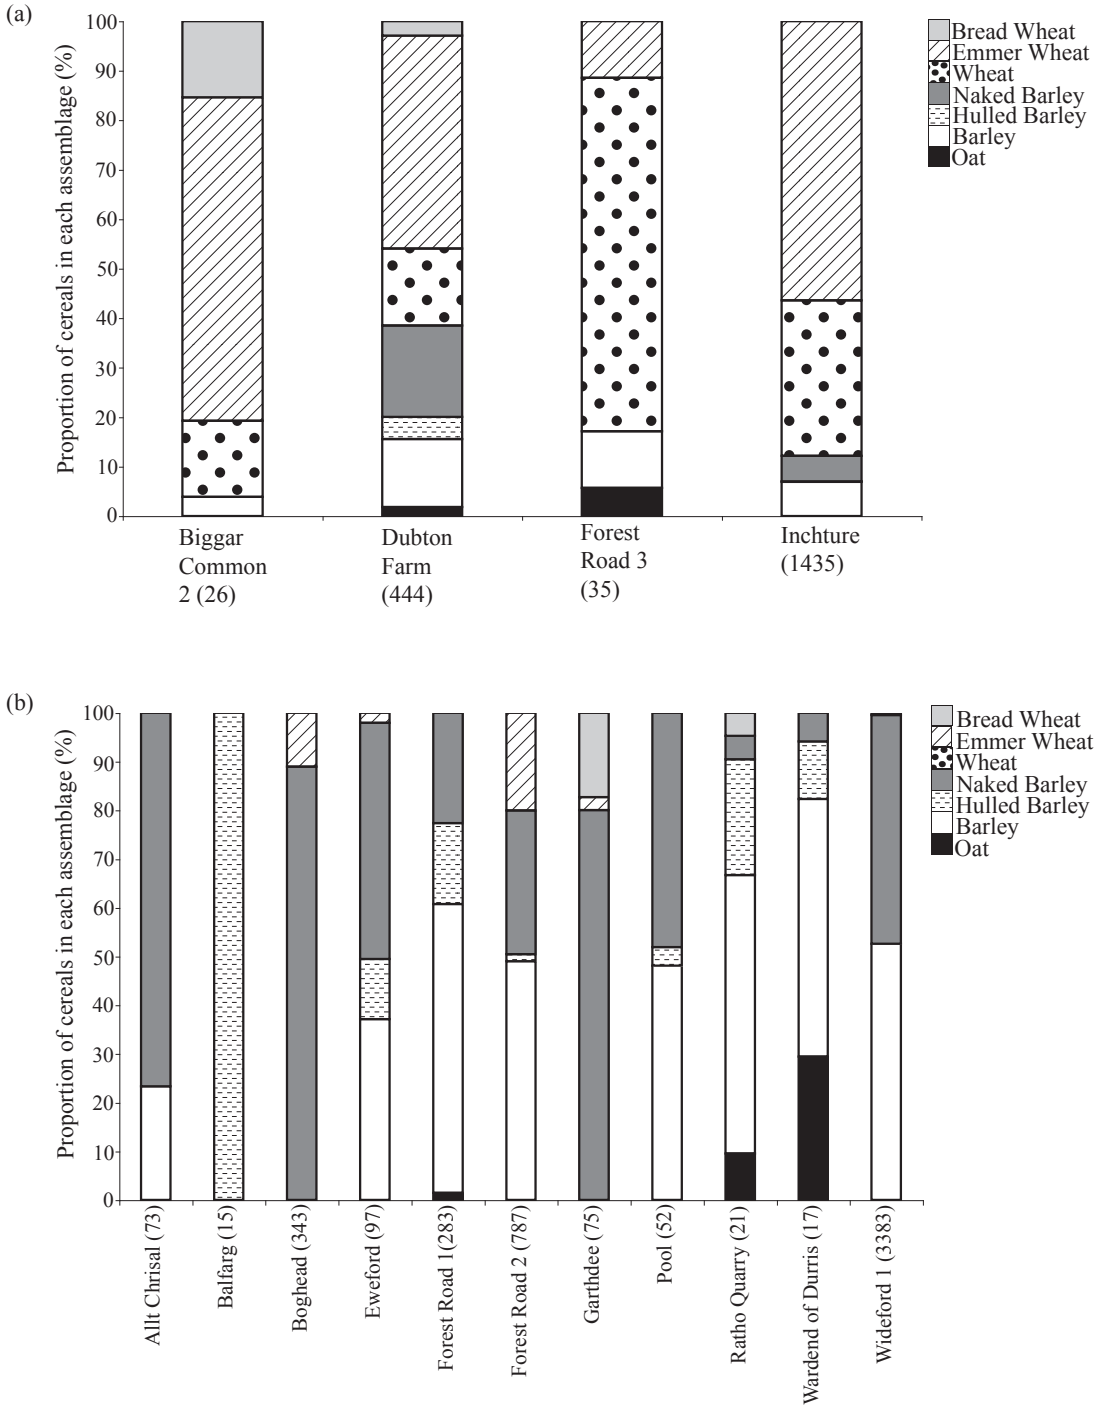 (a)
Proportion of cereals in each assemblage (%)
100
90
80
70
60
50
40
30
20
10
0
Biggar
Common
2 (26)
Dubton
Farm
(444)
Forest
Road 3
(35)
Inchture
(1435)
Bread Wheat
Emmer Wheat
Wheat
Naked Barley
Hulled Barley
Barley
Oat
(b)
Proportion of cereals in each assemblage (%)
100
90
80
70
60
50
40
30
20
10
0
Allt Chrisal (73)
Balfarg (15)
Boghead (343)
Eweford (97)
Forest Road 1(283)
Forest Road 2 (787)
Garthdee (75)
Pool (52)
Ratho Quarry (21)
Wardend of Durris (17)
Wideford 1 (3383)
Bread Wheat
Emmer Wheat
Wheat
Naked Barley
Hulled Barley
Barley
Oat